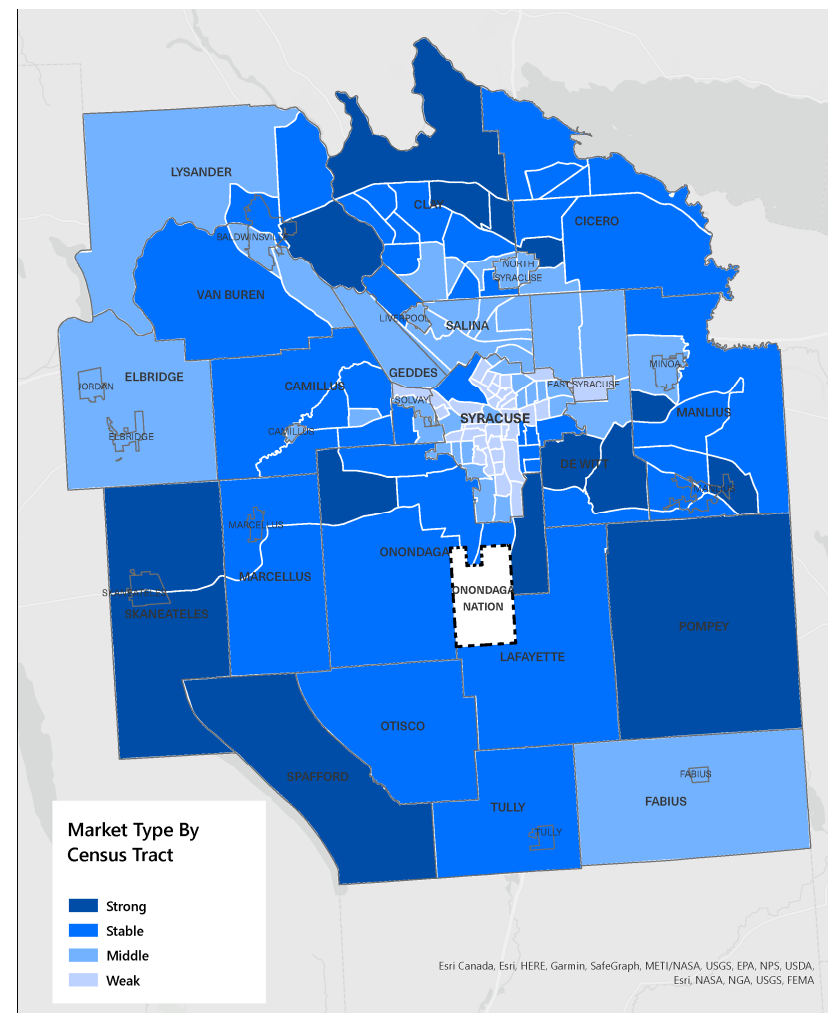 LYSANDER
CLAY
CICERO
BALDWINSVILLE
NORTH
SYRACUSE
VAN BUREN
LIVERPOOL
SALINA
MINOA
ELBRIDGE
GEDDES
JORDAN
CAMILLUS
EAST SYRACUSE
SOLVAY
MANLIUS
SYRACUSE
CAMILLUS
ELBRIDGE
DE WITT
MARCELLUS
ONONDAGA
MARCELLUS
ONONDAGA
NATION
SKANEATELES
SKANEATELES
POMPEY
LAFAYETTE
OTISCO
SPAFFORD
FABIUS
FABIUS
TULLY
TULLY
Market Type By
Census Tract
Strong
Stable
Middle
Weak
Esri Canada, Esri, HERE, Garmin, SafeGraph, METI/NASA, USGS, EPA, NPS, USDA,
Esri, NASA, NGA, USGS, FEMA